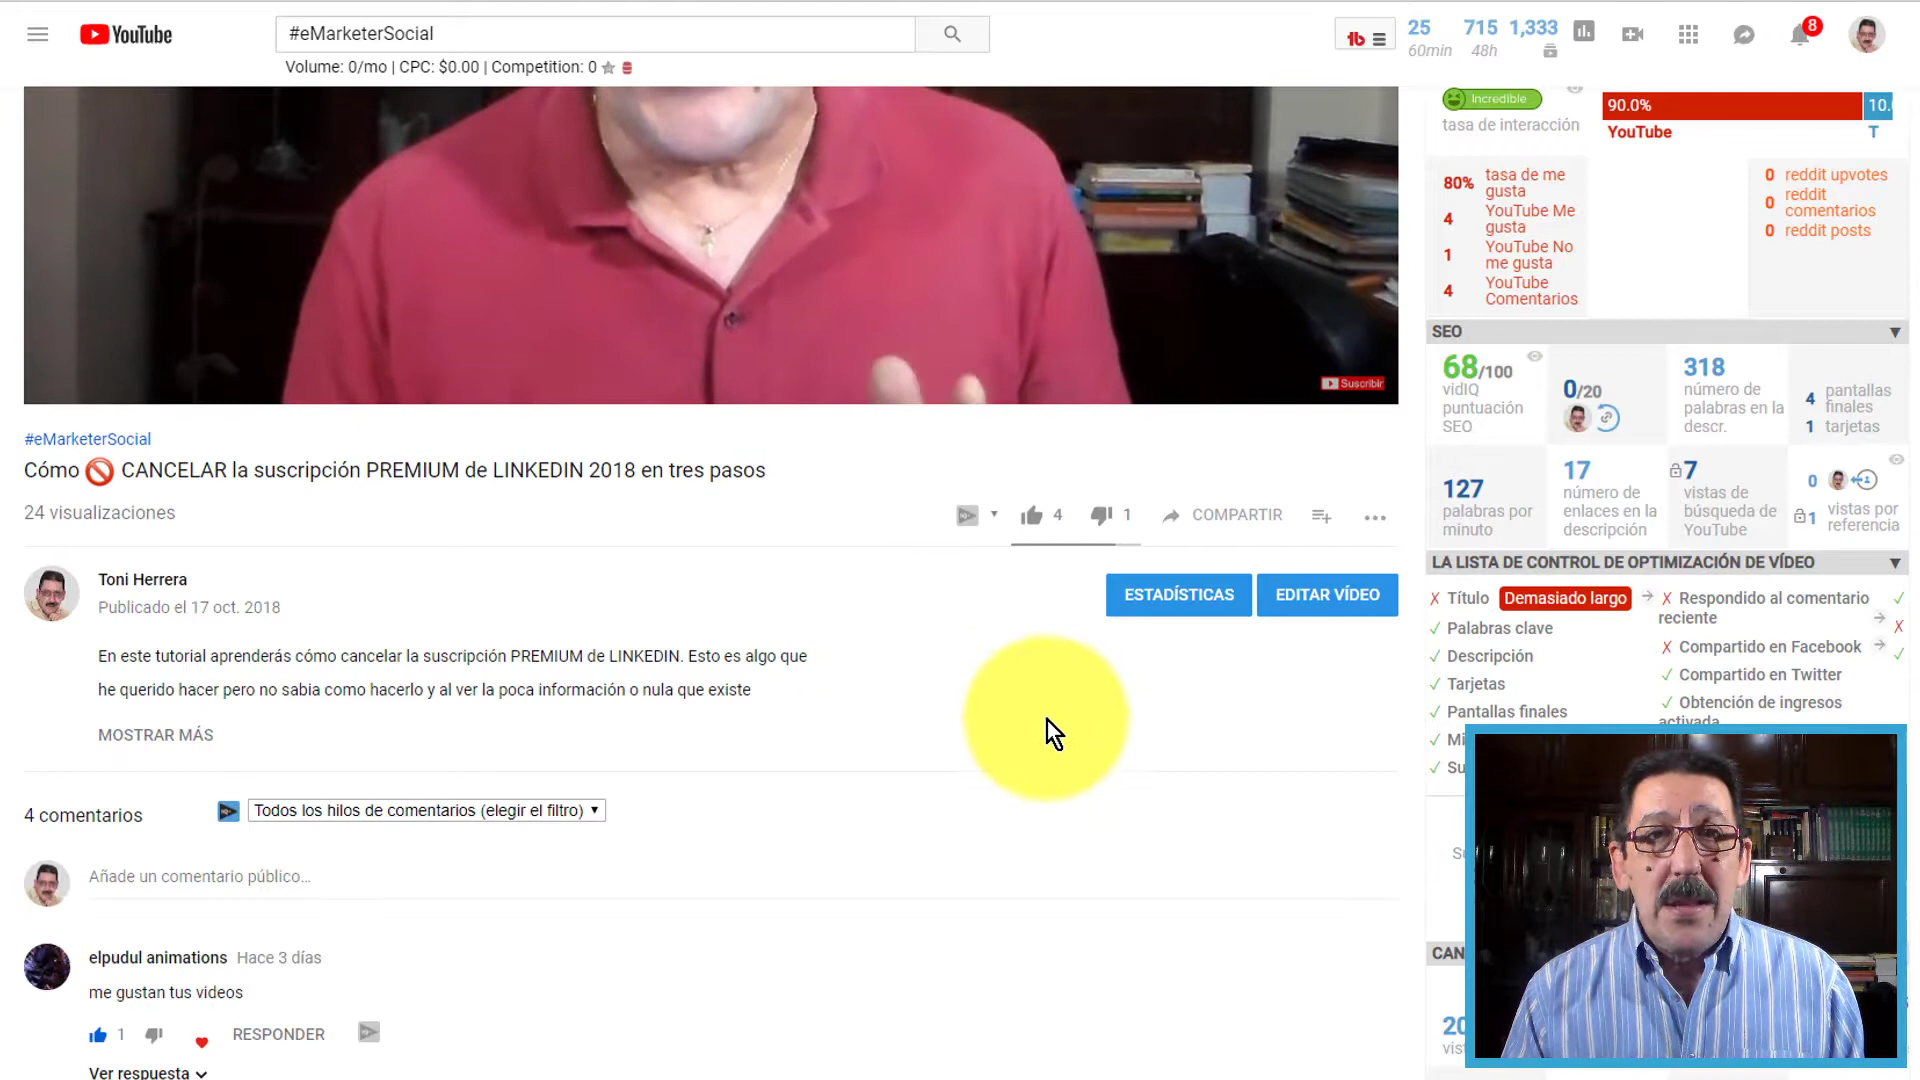 YouTube
#eMarketerSocial
Volume: 0/mo | CPC: $0.00 | Competition: 0
25 715 1,333
60min 48h
8
Incredible
tasa de interacción
90.0%
10.
YouTube
T
80% tasa de me gusta
4 YouTube Me gusta
1 YouTube No me gusta
4 YouTube Comentarios
0 reddit upvotes
0 reddit comentarios
0 reddit posts
Suscribir
SEO
68/100
vidIQ puntuación SEO
0/20
318
número de palabras en la descr.
4 pantallas finales
1 tarjetas
127
palabras por minuto
17
número de enlaces en la descripción
7
vistas de búsqueda de YouTube
0
1 vistas por referencia
#eMarketerSocial
Cómo 🚫 CANCELAR la suscripción PREMIUM de LINKEDIN 2018 en tres pasos
24 visualizaciones
4
1
COMPARTIR
Toni Herrera
Publicado el 17 oct. 2018
ESTADÍSTICAS
EDITAR VÍDEO
En este tutorial aprenderás cómo cancelar la suscripción PREMIUM de LINKEDIN. Esto es algo que
he querido hacer pero no sabia como hacerlo y al ver la poca información o nula que existe
MOSTRAR MÁS
LA LISTA DE CONTROL DE OPTIMIZACIÓN DE VÍDEO
Título Demasiado largo
Palabras clave
Descripción
Tarjetas
Pantallas finales
Mi
Su
Respondido al comentario reciente
Compartido en Facebook
Compartido en Twitter
Obtención de ingresos activada
4 comentarios
Todos los hilos de comentarios (elegir el filtro)
Añade un comentario público...
elpudul animations Hace 3 días
me gustan tus videos
1
RESPONDER
Ver respuesta
CAN
20